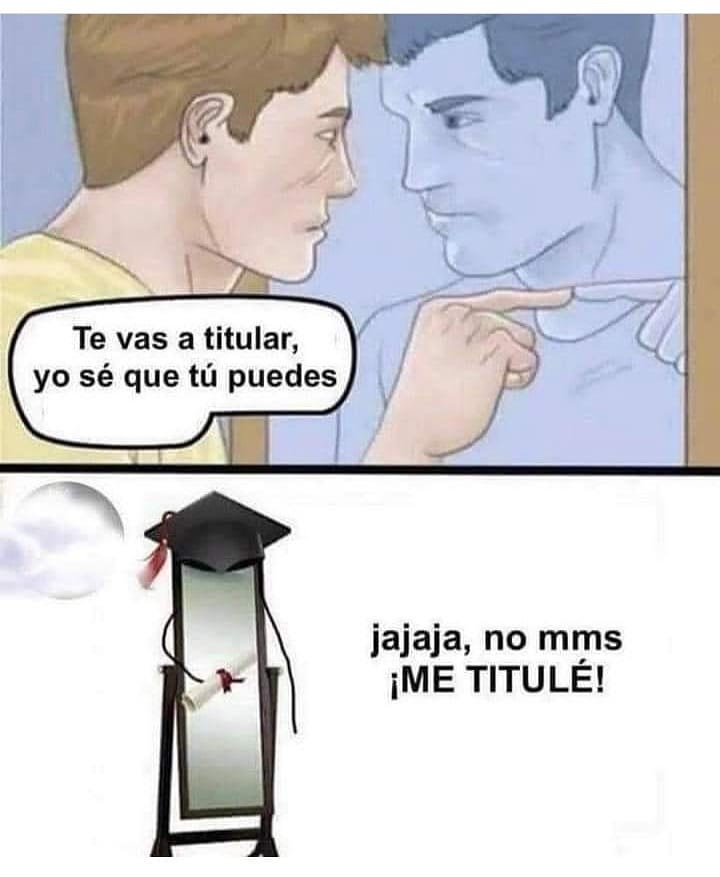 Te vas a titular,
yo sé que tú puedes
jajaja, no mms
¡ME TITULÉ!